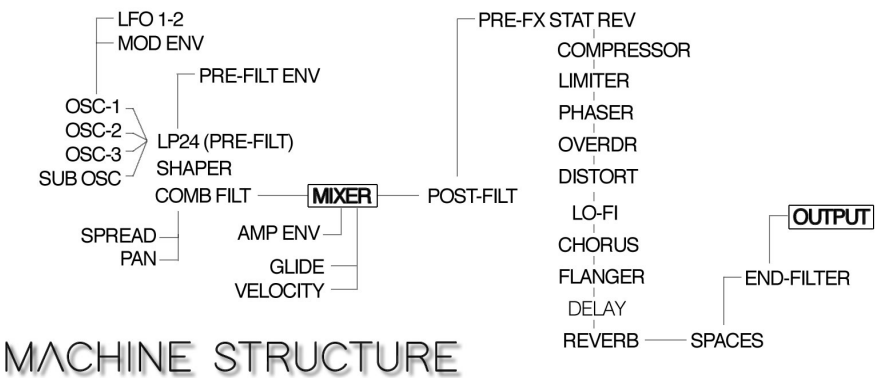 LFO 1-2
MOD ENV
PRE-FILT ENV
OSC-1
OSC-2
OSC-3
SUB OSC
LP24 (PRE-FILT)
SHAPER
COMB FILT
SPREAD
PAN
MIXER
AMP ENV
GLIDE
VELOCITY
POST-FILT
PRE-FX STAT REV
COMPRESSOR
LIMITER
PHASER
OVERDR
DISTORT
LO-FI
CHORUS
FLANGER
DELAY
REVERB
SPACES
END-FILTER
OUTPUT
MACHINE STRUCTURE